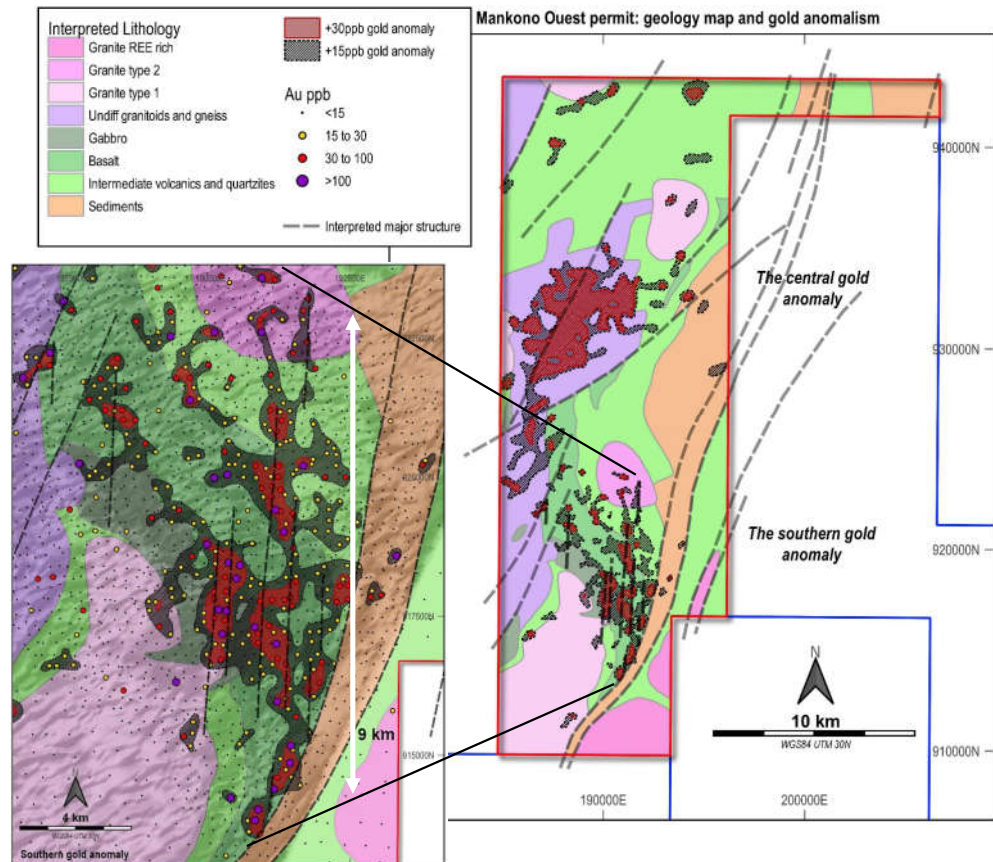 Mankono Ouest permit: geology map and gold anomalism
Interpreted Lithology
Granite REE rich
Granite type 2
Granite type 1
Undiff granitoids and gneiss
Gabbro
Basalt
Intermediate volcanics and quartzites
Sediments
+30ppb gold anomaly
+15ppb gold anomaly
Au ppb
<15
15 to 30
30 to 100
>100
Interpreted major structure
940000N
The central gold
anomaly
930000N
The southern gold
anomaly
920000N
N
10 km
WGS84 UTM 30N
910000N
190000E
200000E
917500N
915000N
9 km
N
4 km
Southern gold anomaly